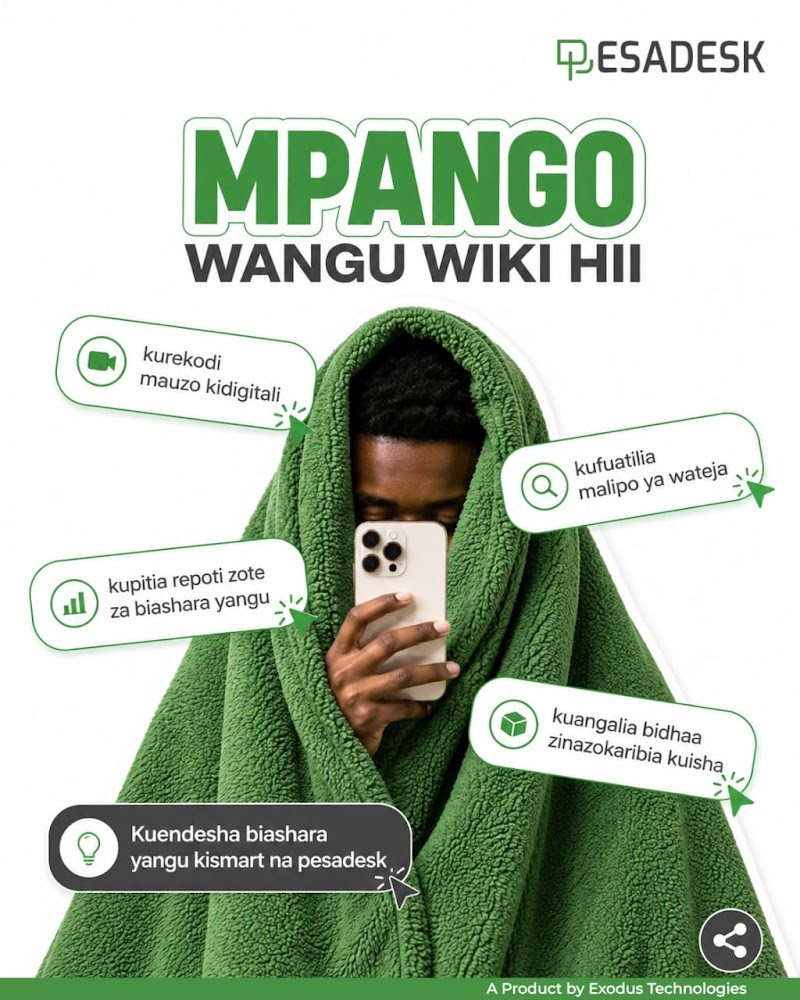 PESADESK
MPANGO
WANGU WIKI HII
kurekodi
mauzo kidigitali
kufuatilia
malipo ya wateja
kupitia repoti zote
za biashara yangu
kuangalia bidhaa
zinazokaribia kuisha
Kuendesha biashara
yangu kismart na pesadesk
A Product by Exodus Technologies